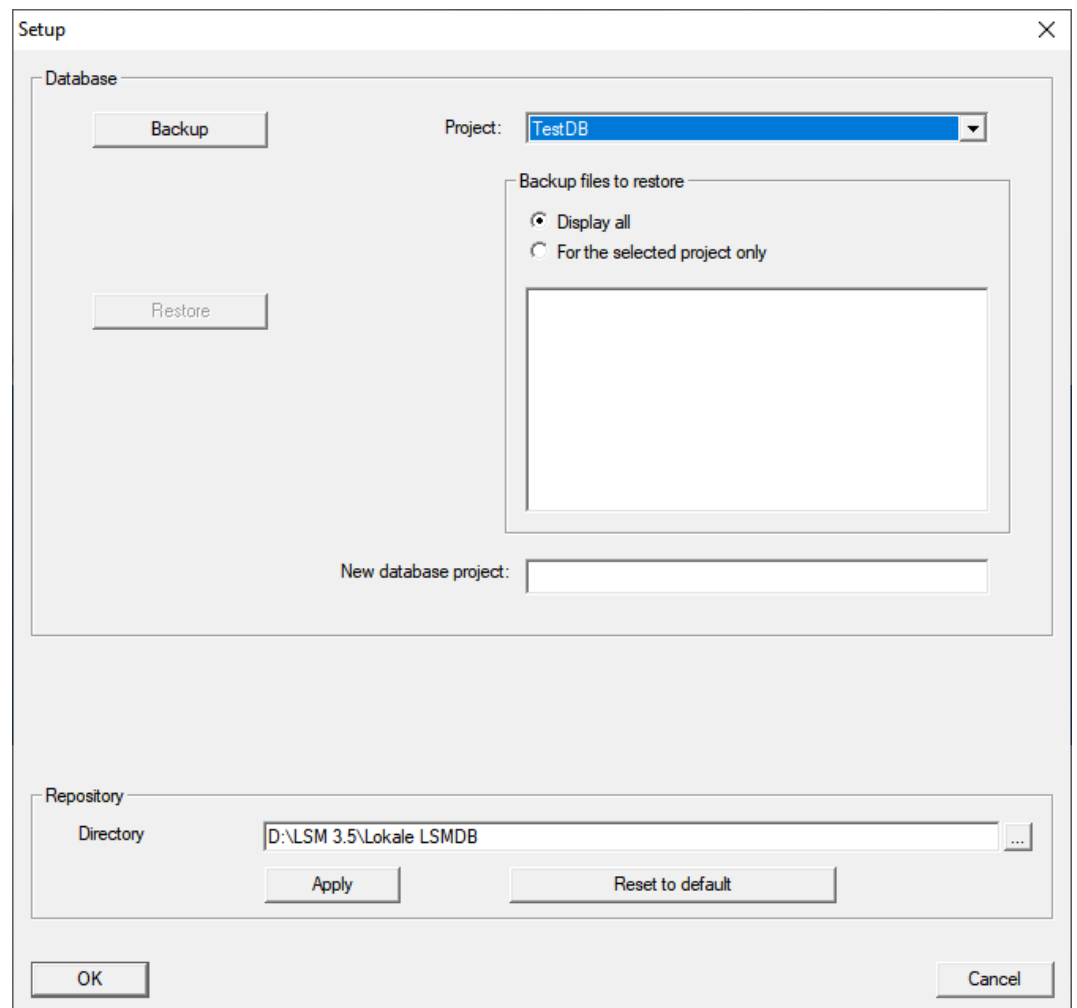 Setup
Database
Backup
Project:
TestDB
Backup files to restore
Display all
For the selected project only
Restore
New database project:
Repository
Directory
D:\LSM 3.5\Lokale LSMDB
...
Apply
Reset to default
OK
Cancel